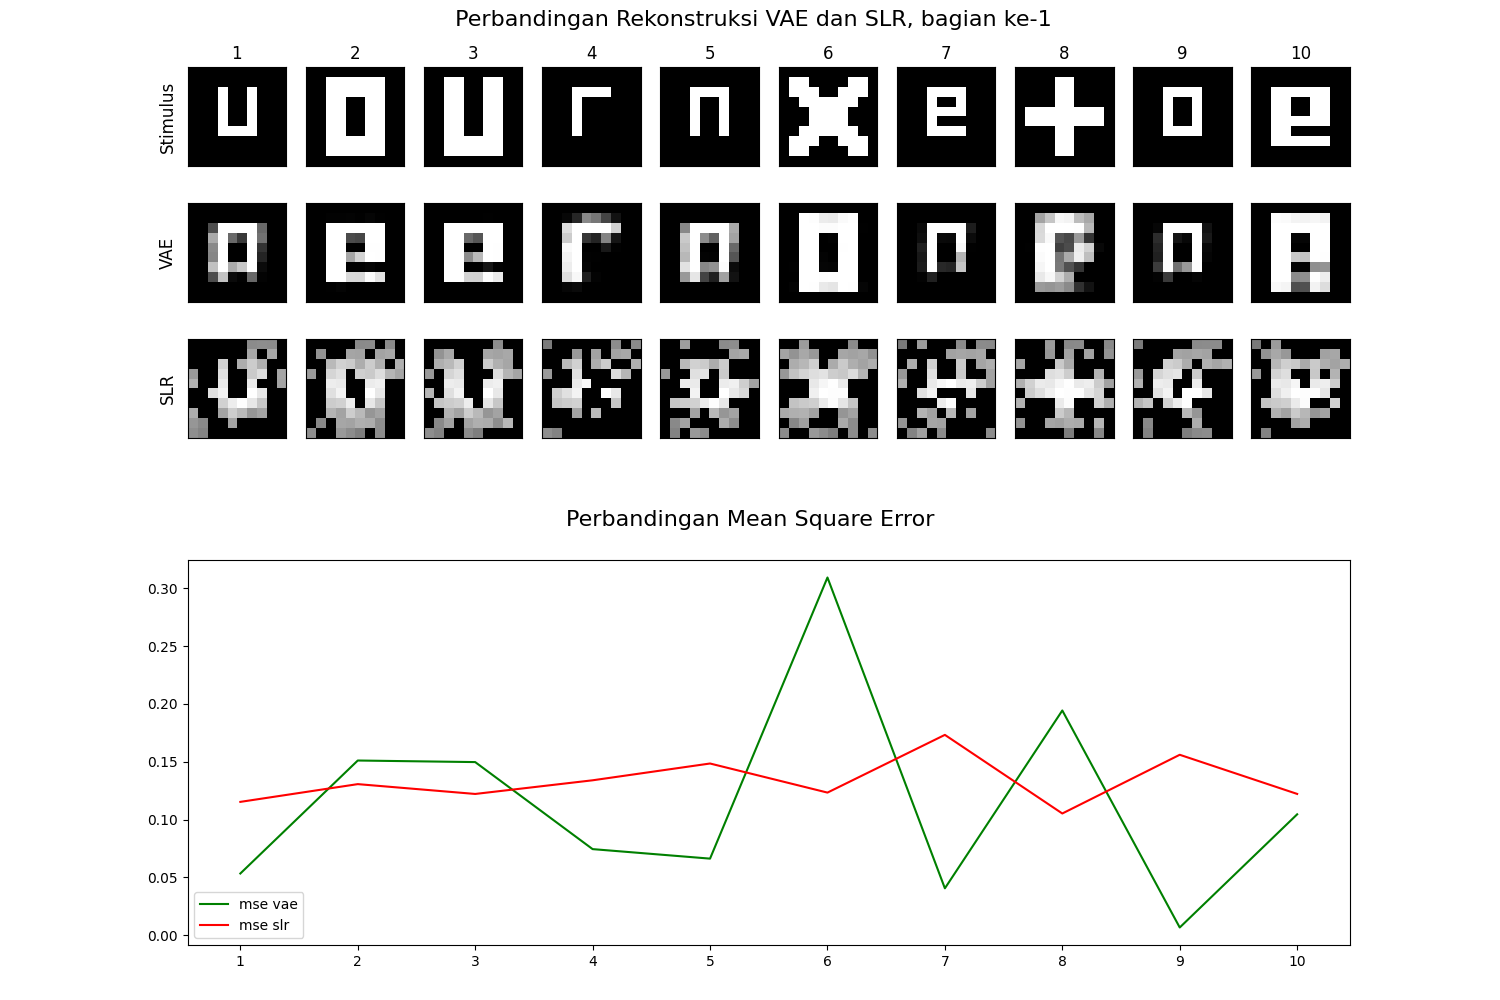 Perbandingan Rekonstruksi VAE dan SLR, bagian ke-1
1 2 3 4 5 6 7 8 9 10
Stimulus
VAE
SLR
Perbandingan Mean Square Error
0.30
0.25
0.20
0.15
0.10
0.05
0.00
mse vae
mse slr
1 2 3 4 5 6 7 8 9 10